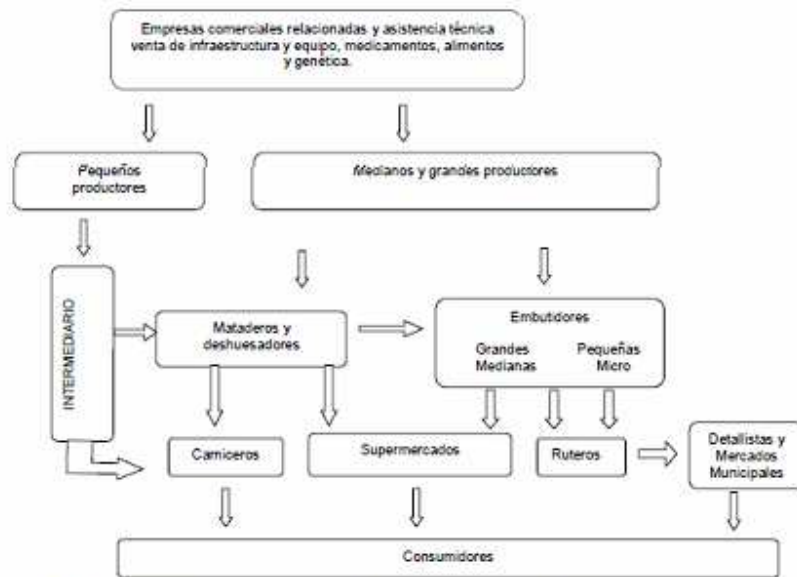 Empresas comerciales relacionadas y asistencia técnica
venta de infraestructura y equipo, medicamentos, alimentos
y genética.
Pequeños
productores
Medianos y grandes productores
INTERMEDIARIO
Mataderos y
deshuesadores
Embutidores
Grandes
Medianas
Pequeñas
Micro
Carniceros
Supermercados
Ruteros
Detallistas y
Mercados
Municipales
Consumidores